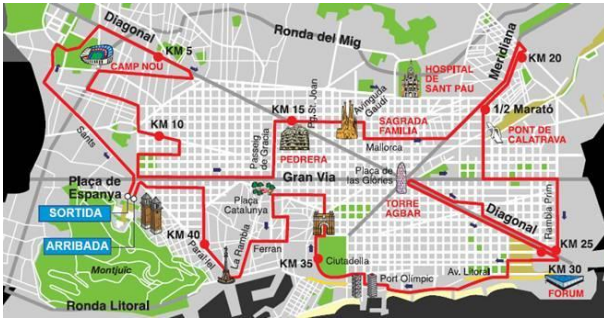 Diagonal
Ronda del Mig
Meridiana
KM 5
CAMP NOU
KM 20
HOSPITAL
DE
SANT PAU
Pg. St. Joan
Avinguda
Gaudí
KM 15
1/2 Marató
KM 10
SAGRADA
FAMILIA
PONT DE
CALATRAVA
Sants
Passeig
de Gracia
Mallorca
PEDRERA
Plaça de
Espanya
Gran Via
Plaça de
las Glòries
SORTIDA
Plaça
Catalunya
TORRE
AGBAR
Diagonal
Rambla Prim
ARRIBADA
KM 40
Paral·lel
La Rambla
Ferran
KM 35
Ciutadella
KM 25
Montjuic
Port Olímpic
Av. Litoral
KM 30
FORUM
Ronda Litoral